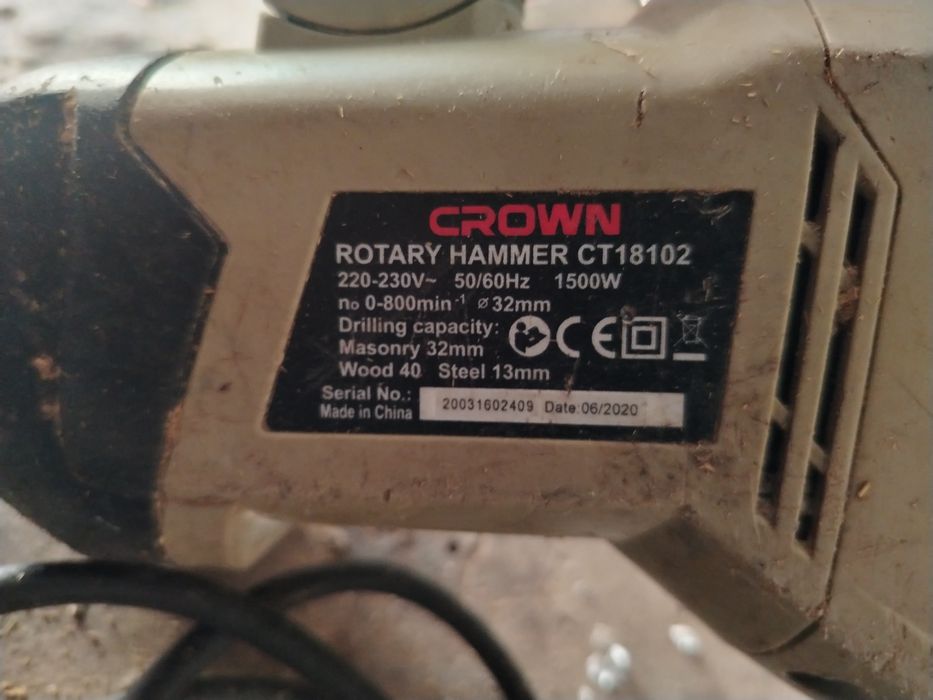 CROWN
ROTARY HAMMER CT18102
220-230V~ 50/60Hz 1500W
n₀ 0-800min⁻¹ ⌀32mm
Drilling capacity:
Masonry 32mm
Wood 40 Steel 13mm
CE
Serial No.: 20031602409 Date:06/2020
Made in China